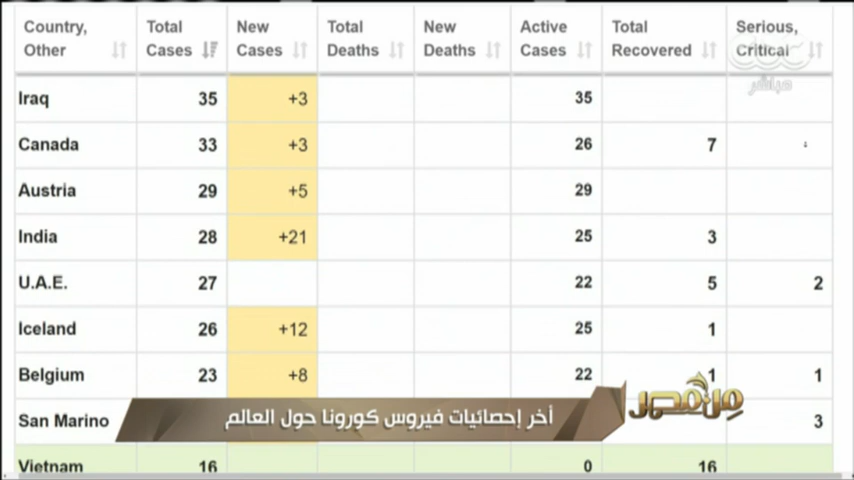 Country, Other Total Cases New Cases Total Deaths New Deaths Active Cases Total Recovered Serious, Critical
cbc
مباشر
Iraq 35 +3 35
Canada 33 +3 26 7
Austria 29 +5 29
India 28 +21 25 3
U.A.E. 27 22 5 2
Iceland 26 +12 25 1
Belgium 23 +8 22 1 1
San Marino 3
من مصر
أخر إحصائيات فيروس كورونا حول العالم
Vietnam 16 0 16